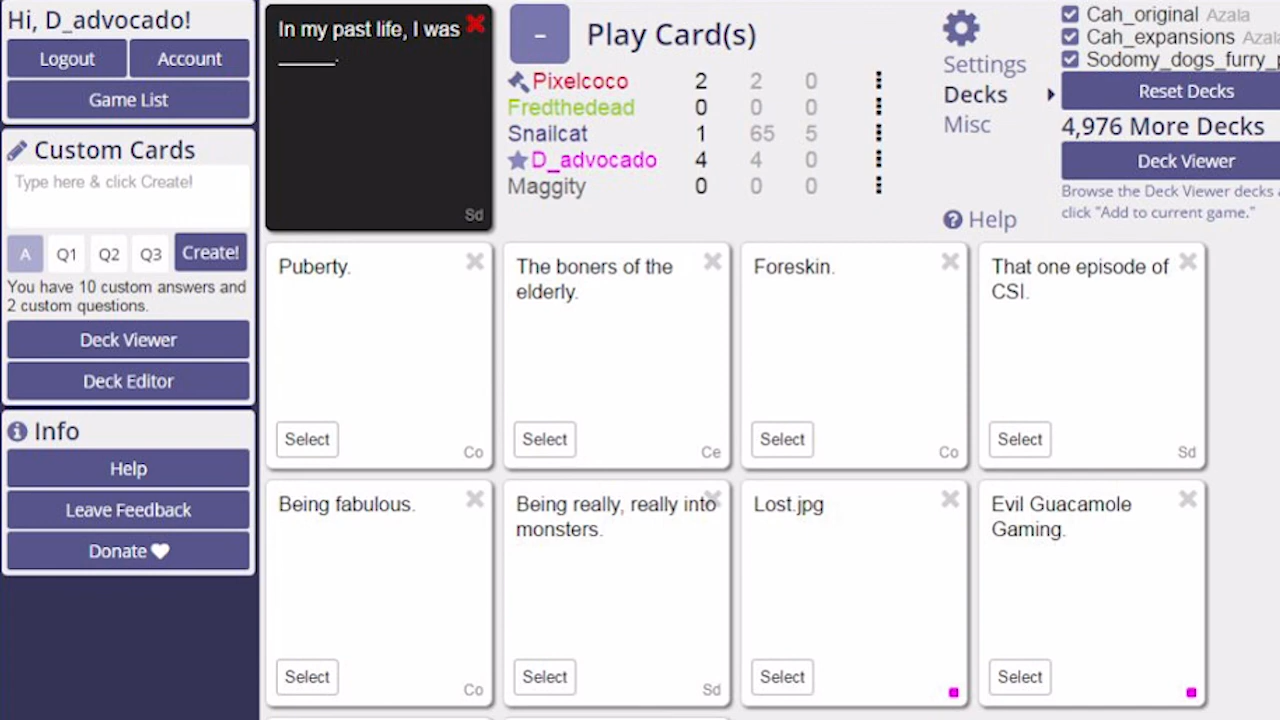 Hi, D_advocado!
Logout
Account
Game List
Custom Cards
Type here & click Create!
A
Q1
Q2
Q3
Create!
You have 10 custom answers and
2 custom questions.
Deck Viewer
Deck Editor
Info
Help
Leave Feedback
Donate
In my past life, I was
______.
Sd
-
Play Card(s)
Pixelcoco 2 2 0
Fredthedead 0 0 0
Snailcat 1 65 5
D_advocado 4 4 0
Maggity 0 0 0
Settings
Decks
Misc
Help
Cah_original Azala
Cah_expansions Azala
Sodomy_dogs_furry_p
Reset Decks
4,976 More Decks
Deck Viewer
Browse the Deck Viewer decks a
click "Add to current game."
Puberty.
Select
Co
The boners of the
elderly.
Select
Ce
Foreskin.
Select
Co
That one episode of
CSI.
Select
Sd
Being fabulous.
Select
Co
Being really, really into
monsters.
Select
Sd
Lost.jpg
Select
Evil Guacamole
Gaming.
Select